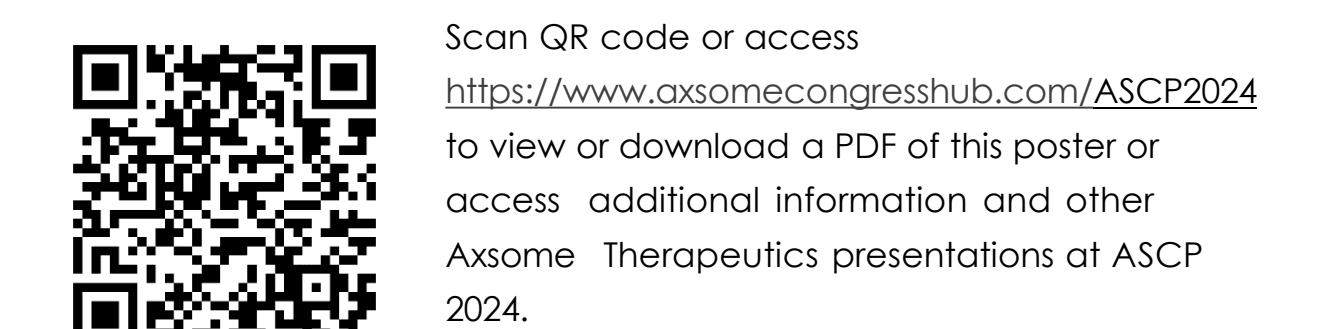 Scan QR code or access
https://www.axsomecongresshub.com/ASCP2024
to view or download a PDF of this poster or
access additional information and other
Axsome Therapeutics presentations at ASCP
2024.